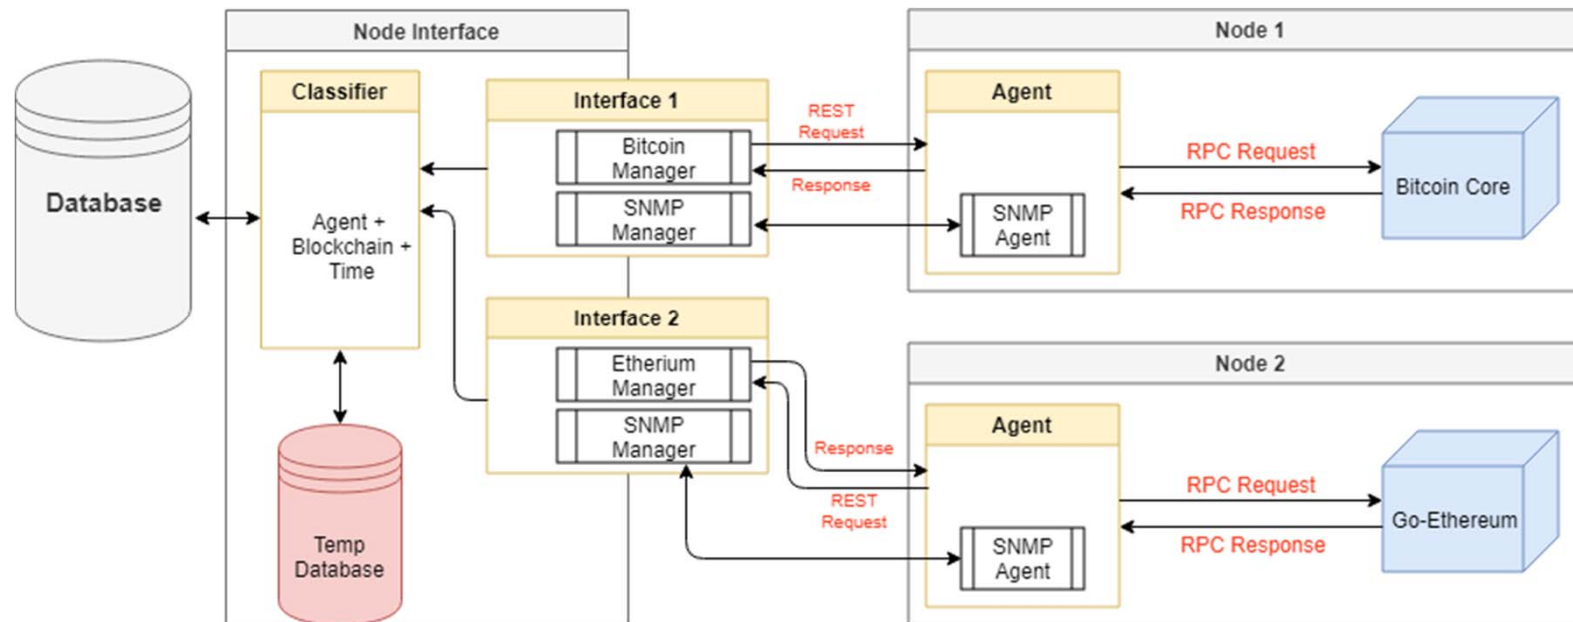 Node Interface
Node 1
Database
Classifier
Agent +
Blockchain +
Time
Interface 1
Bitcoin
Manager
SNMP
Manager
REST
Request
Response
Agent
SNMP
Agent
RPC Request
RPC Response
Bitcoin Core
Interface 2
Etherium
Manager
SNMP
Manager
Response
REST
Request
Node 2
Agent
SNMP
Agent
RPC Request
RPC Response
Go-Ethereum
Temp
Database